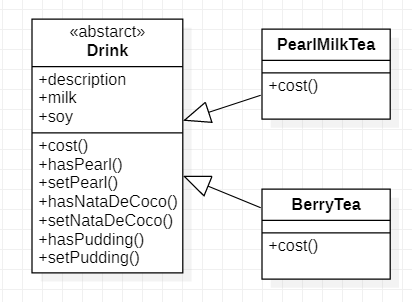 «abstarct»
Drink
+description
+milk
+soy
+cost()
+hasPearl()
+setPearl()
+hasNataDeCoco()
+setNataDeCoco()
+hasPudding()
+setPudding()
PearlMilkTea
+cost()
BerryTea
+cost()